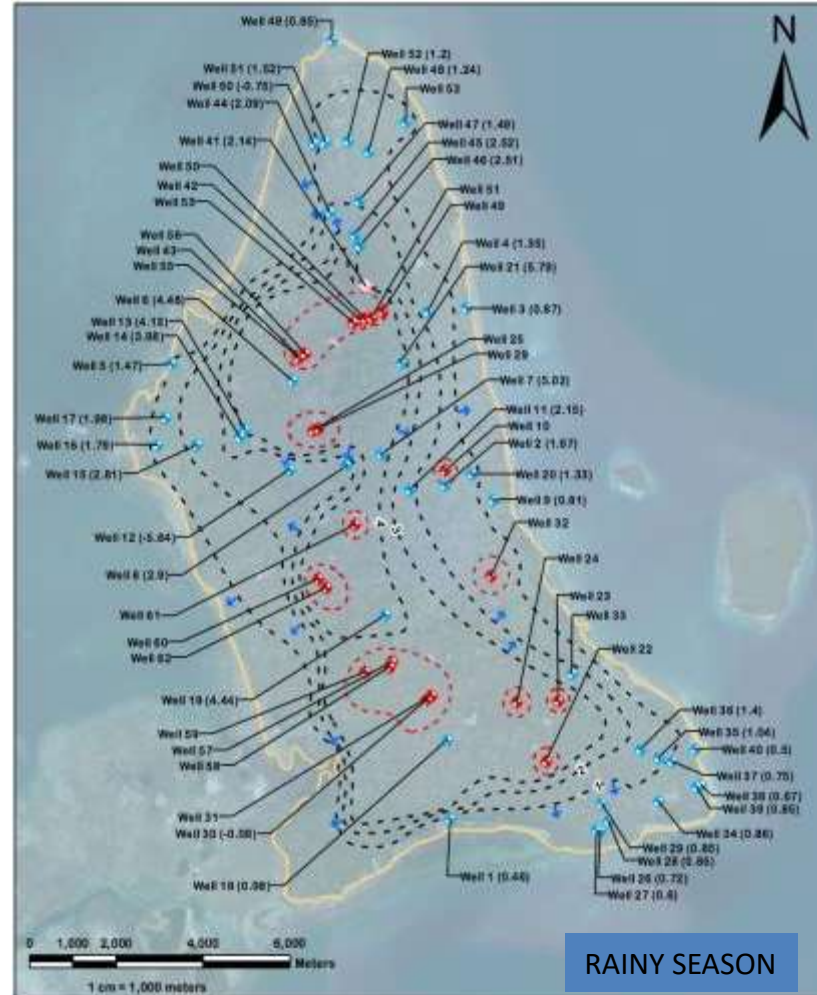 Well 49 (0.85)
N
Well 52 (1.2)
Well 48 (1.24)
Well 53
Well 51 (1.52)
Well 50 (-0.75)
Well 44 (2.09)
Well 41 (2.14)
Well 47 (1.49)
Well 45 (2.52)
Well 46 (2.51)
Well 50
Well 42
Well 53
Well 51
Well 49
Well 56
Well 43
Well 55
Well 4 (1.35)
Well 21 (5.79)
Well 3 (0.87)
Well 6 (4.46)
Well 13 (4.12)
Well 14 (3.98)
Well 5 (1.47)
Well 25
Well 29
Well 7 (5.02)
Well 11 (2.15)
Well 10
Well 2 (1.67)
Well 17 (1.98)
Well 16 (1.79)
Well 15 (2.81)
Well 20 (1.33)
Well 9 (0.81)
Well 12 (-5.84)
Well 32
Well 24
Well 23
Well 33
Well 22
4
3
Well 8 (2.9)
Well 61
Well 60
Well 62
Well 19 (4.44)
Well 59
Well 57
Well 58
Well 36 (1.4)
Well 35 (1.04)
Well 40 (0.5)
Well 37 (0.75)
Well 38 (0.67)
Well 39 (0.85)
Well 34 (0.86)
2
1
Well 31
Well 30 (-0.58)
Well 18 (0.98)
Well 1 (0.46)
Well 29 (0.85)
Well 28 (0.85)
Well 26 (0.72)
Well 27 (0.6)
0 1,000 2,000 4,000 6,000
Meters
1 cm = 1,000 meters
RAINY SEASON